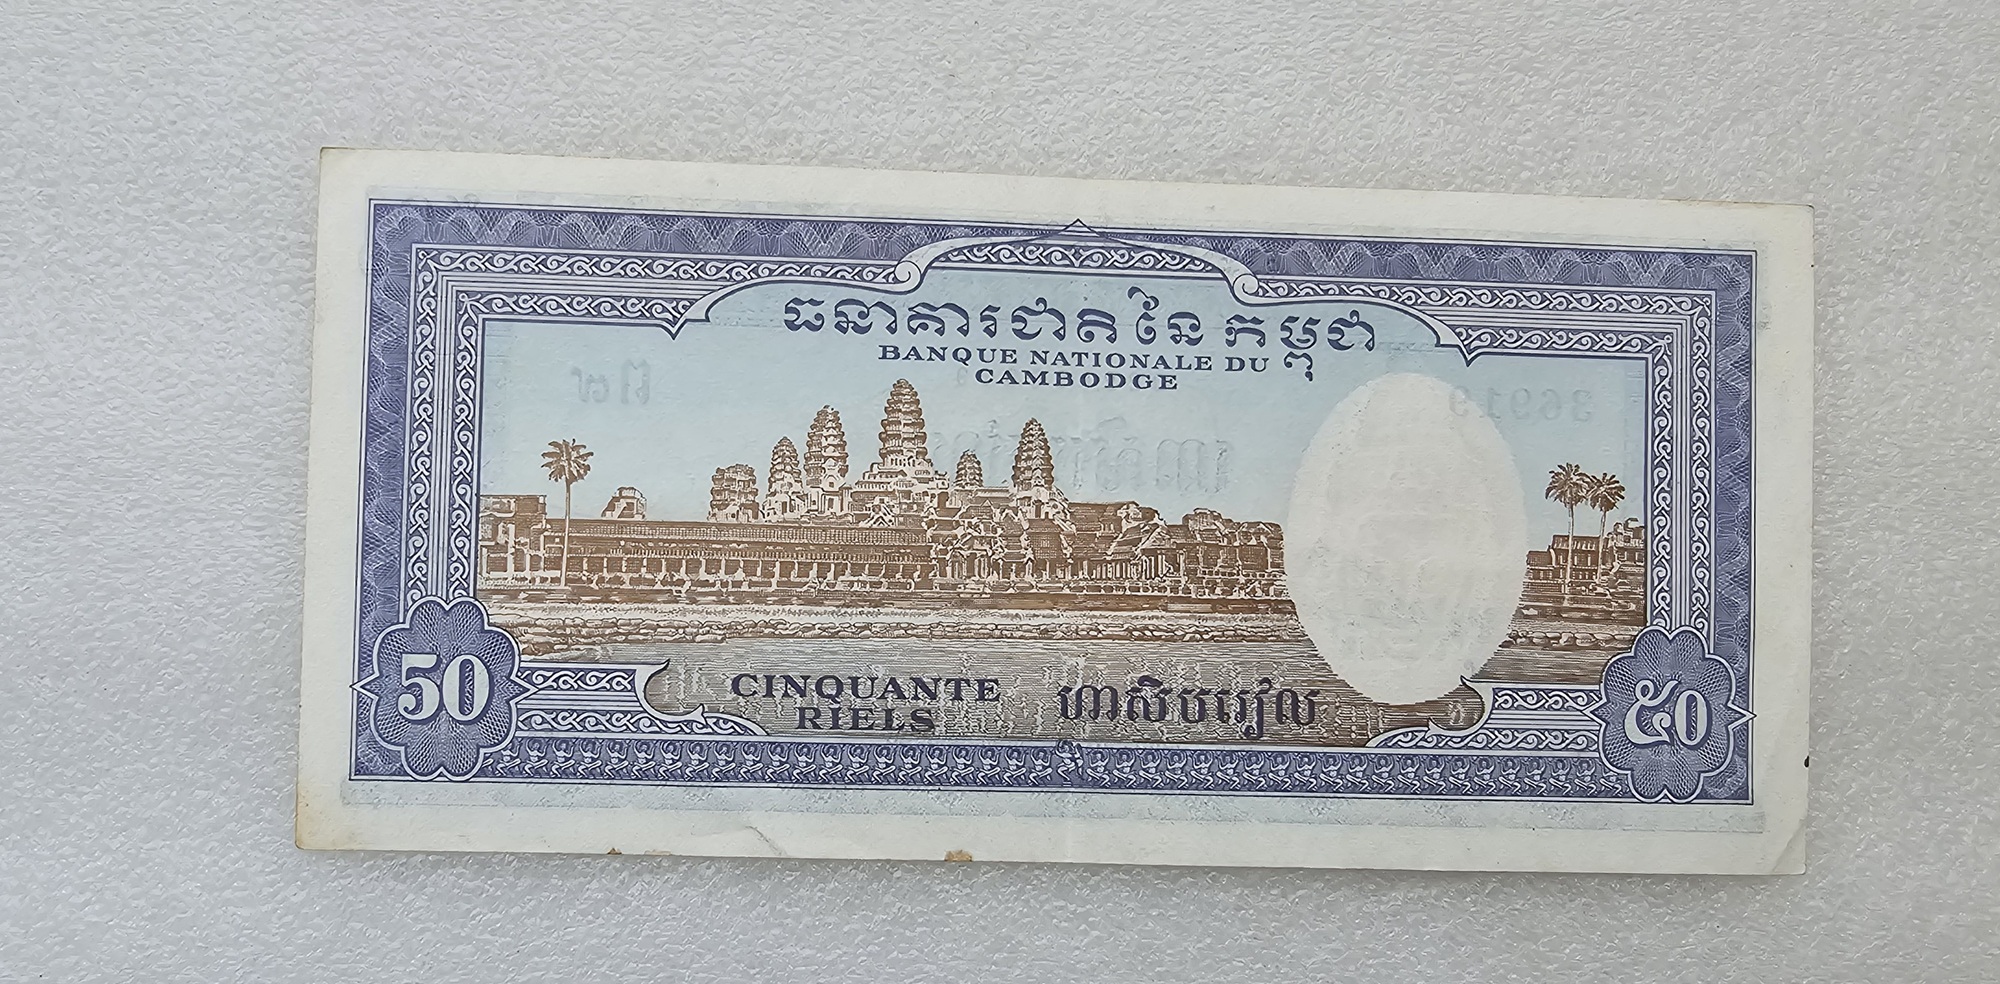 ធនាគារជាតិនៃកម្ពុជា
BANQUE NATIONALE DU
CAMBODGE
CINQUANTE
RIELS
ហាសិបរៀល
50
៥០